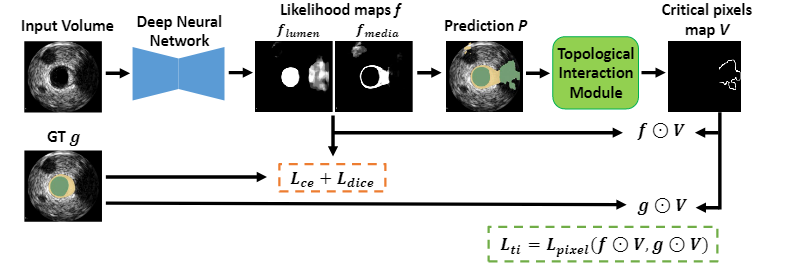 Input Volume
Deep Neural
Network
Likelihood maps f
f_lumen
f_media
Prediction P
Topological
Interaction
Module
Critical pixels
map V
GT g
f ⊙ V
L_ce + L_dice
g ⊙ V
L_ti = L_pixel(f ⊙ V, g ⊙ V)